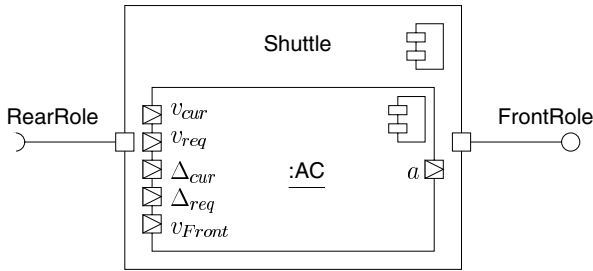 Shuttle
RearRole
FrontRole
v_cur
v_req
Δ_cur
:AC
a
Δ_req
v_Front